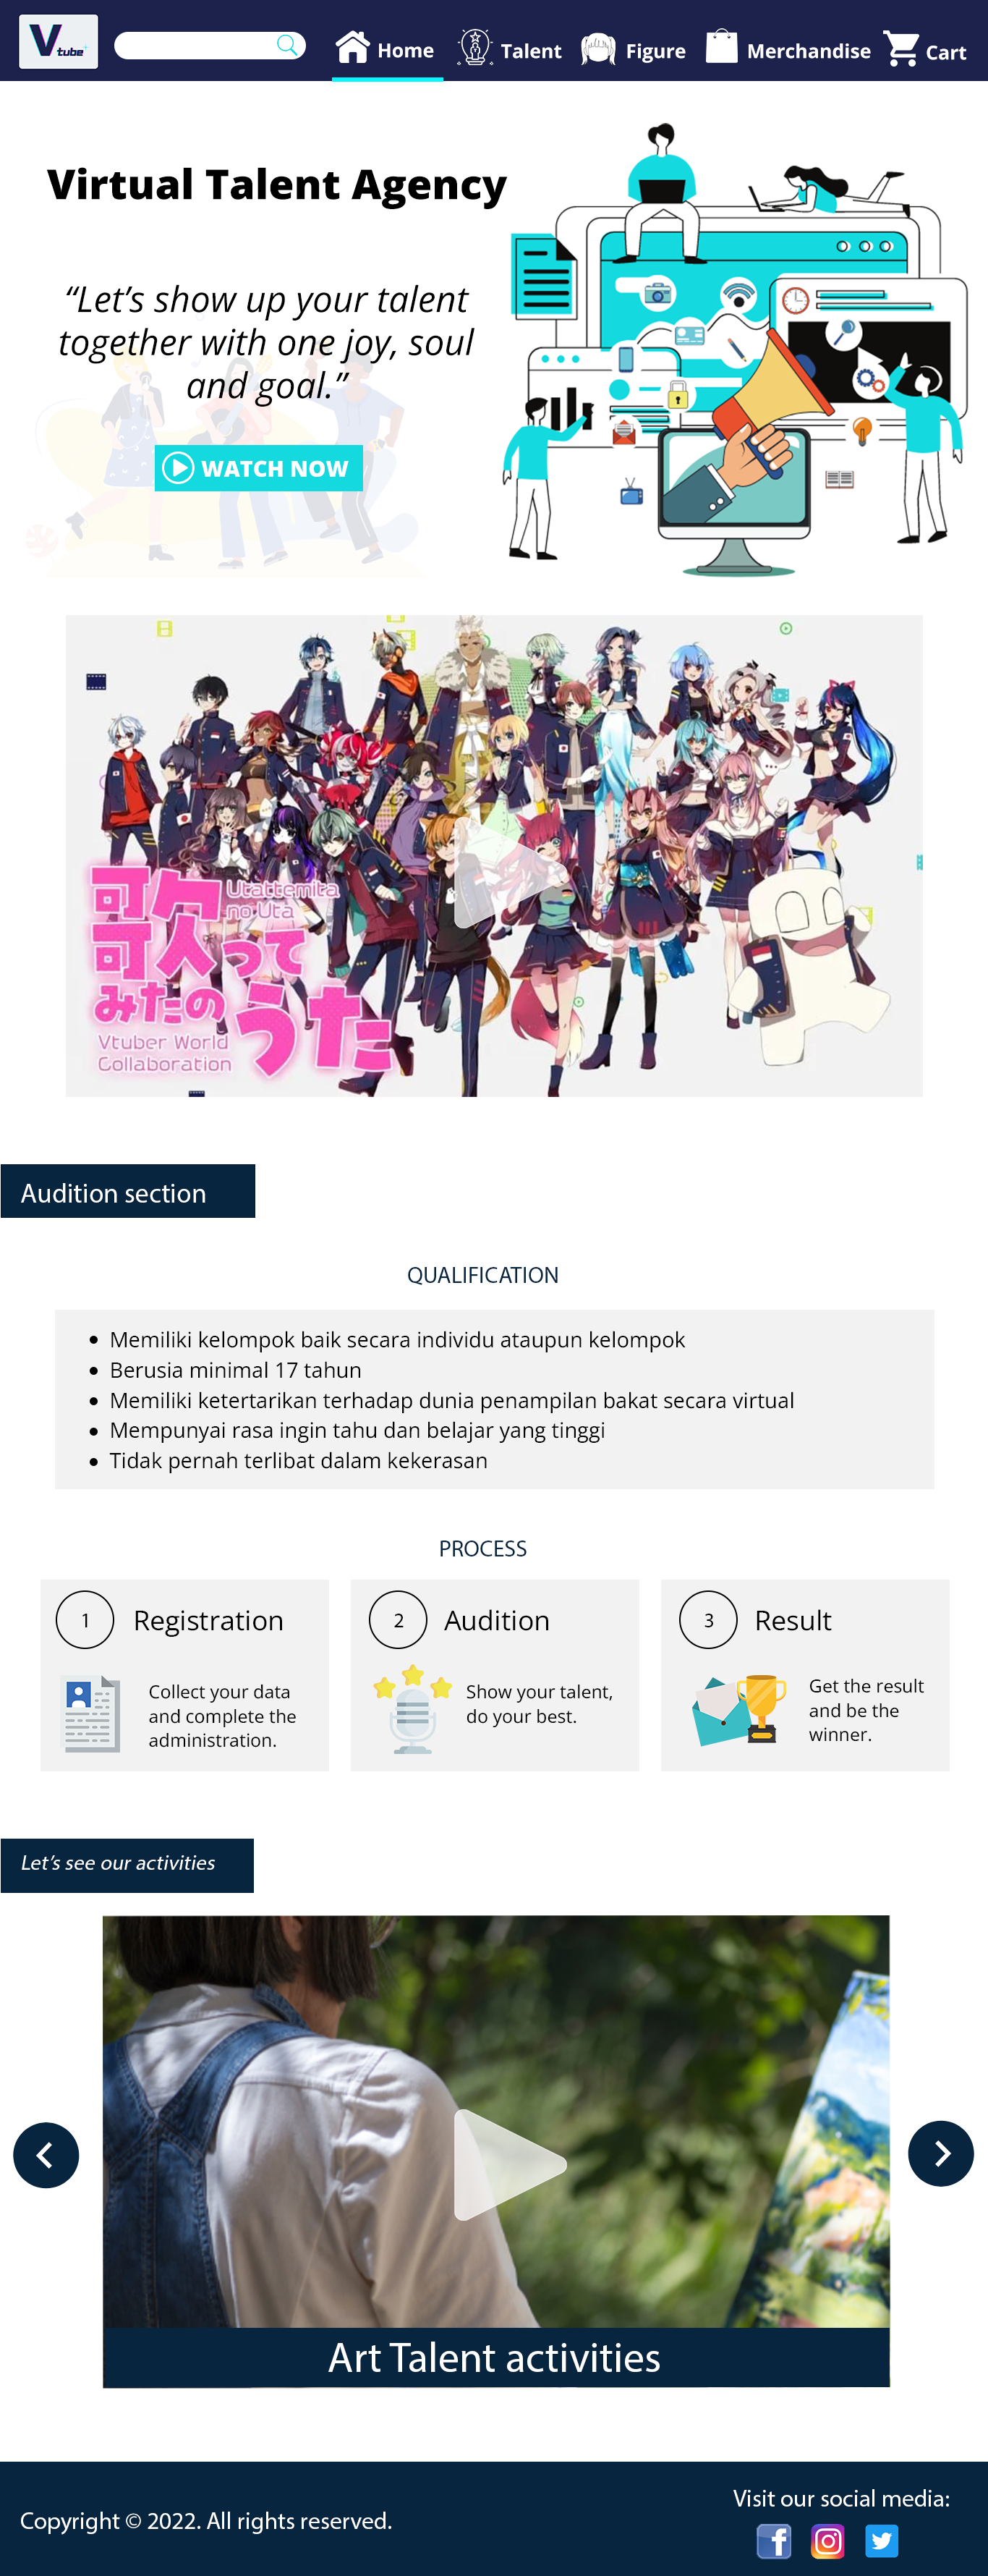 Vtube
Home
Talent
Figure
Merchandise
Cart
Virtual Talent Agency
“Let’s show up your talent
together with one joy, soul
and goal.”
WATCH NOW
歌って
みたの
うた
Utattemita
no Uta
Vtuber World
Collaboration
Audition section
QUALIFICATION
• Memiliki kelompok baik secara individu ataupun kelompok
• Berusia minimal 17 tahun
• Memiliki ketertarikan terhadap dunia penampilan bakat secara virtual
• Mempunyai rasa ingin tahu dan belajar yang tinggi
• Tidak pernah terlibat dalam kekerasan
PROCESS
1 Registration
Collect your data
and complete the
administration.
2 Audition
Show your talent,
do your best.
3 Result
Get the result
and be the
winner.
Let’s see our activities
Art Talent activities
Copyright © 2022. All rights reserved.
Visit our social media: